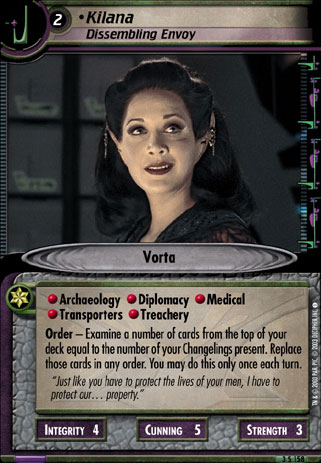 2
•Kilana
Dissembling Envoy
Vorta
•Archaeology •Diplomacy •Medical
•Transporters •Treachery
Order – Examine a number of cards from the top of your
deck equal to the number of your Changelings present. Replace
those cards in any order. You may do this only once each turn.
“Just like you have to protect the lives of your men, I have to
protect our… property.”
INTEGRITY 4
CUNNING 5
STRENGTH 3
3 S 158